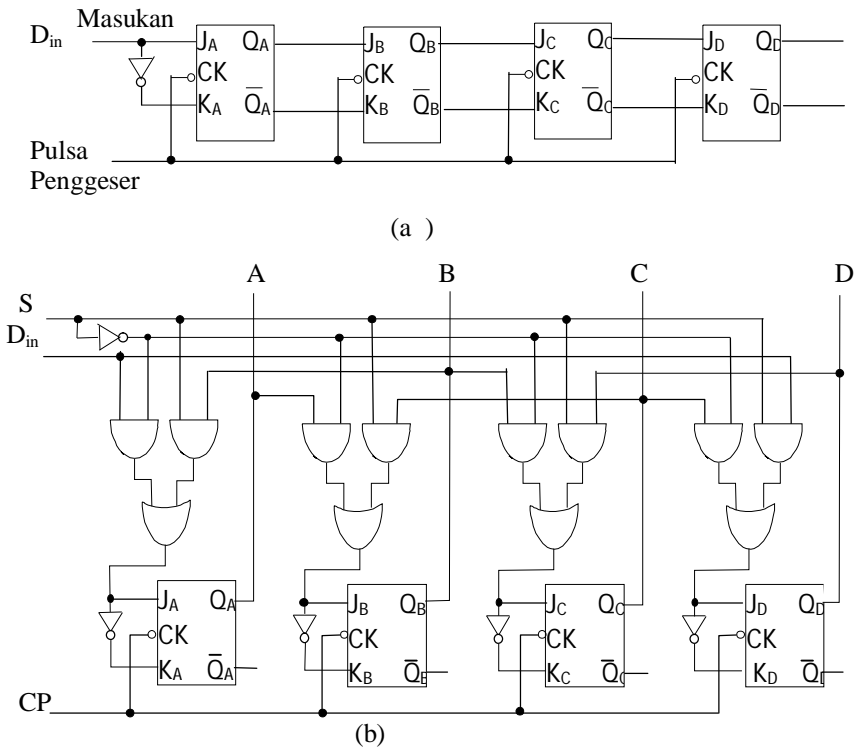 Masukan
D_in J_A Q_A J_B Q_B J_C Q_C J_D Q_D
CK CK CK CK
K_A Q̅_A K_B Q̅_B K_C Q̅_C K_D Q̅_D
Pulsa
Penggeser
(a )
A B C D
S
D_in
J_A Q_A J_B Q_B J_C Q_C J_D Q_D
CK CK CK CK
K_A Q̅_A K_B Q̅_B K_C Q̅_C K_D Q̅_D
CP
(b)